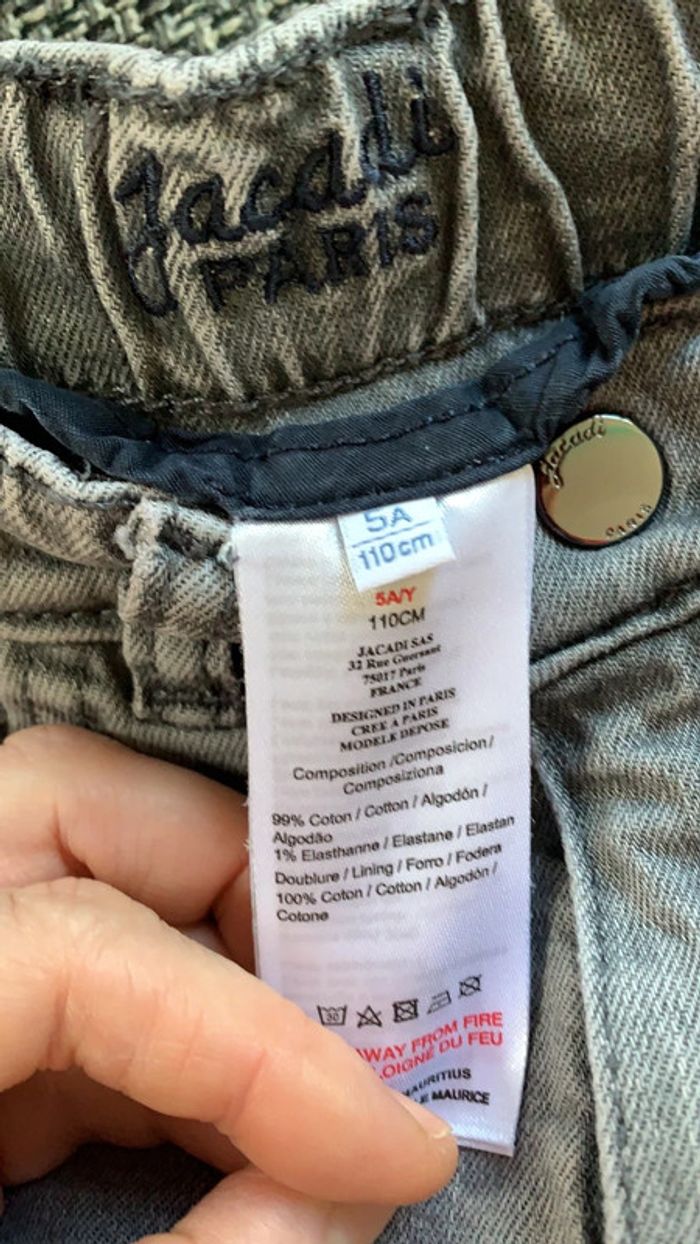 Jacadi
PARIS
Jacadi
PARIS
5A
110cm
5A/Y
110CM
JACADI SAS
32 Rue Guersant
75017 Paris
FRANCE
DESIGNED IN PARIS
CREE A PARIS
MODELE DEPOSE
Composition /Composicion/
Composiziona
99% Coton / Cotton / Algodón /
Algodão
1% Elasthanne / Elastane / Elastan
Doublure / Lining / Forro / Fodera
100% Coton / Cotton / Algodón /
Cotone
30
AWAY FROM FIRE
LOIGNE DU FEU
MAURITIUS
E MAURICE